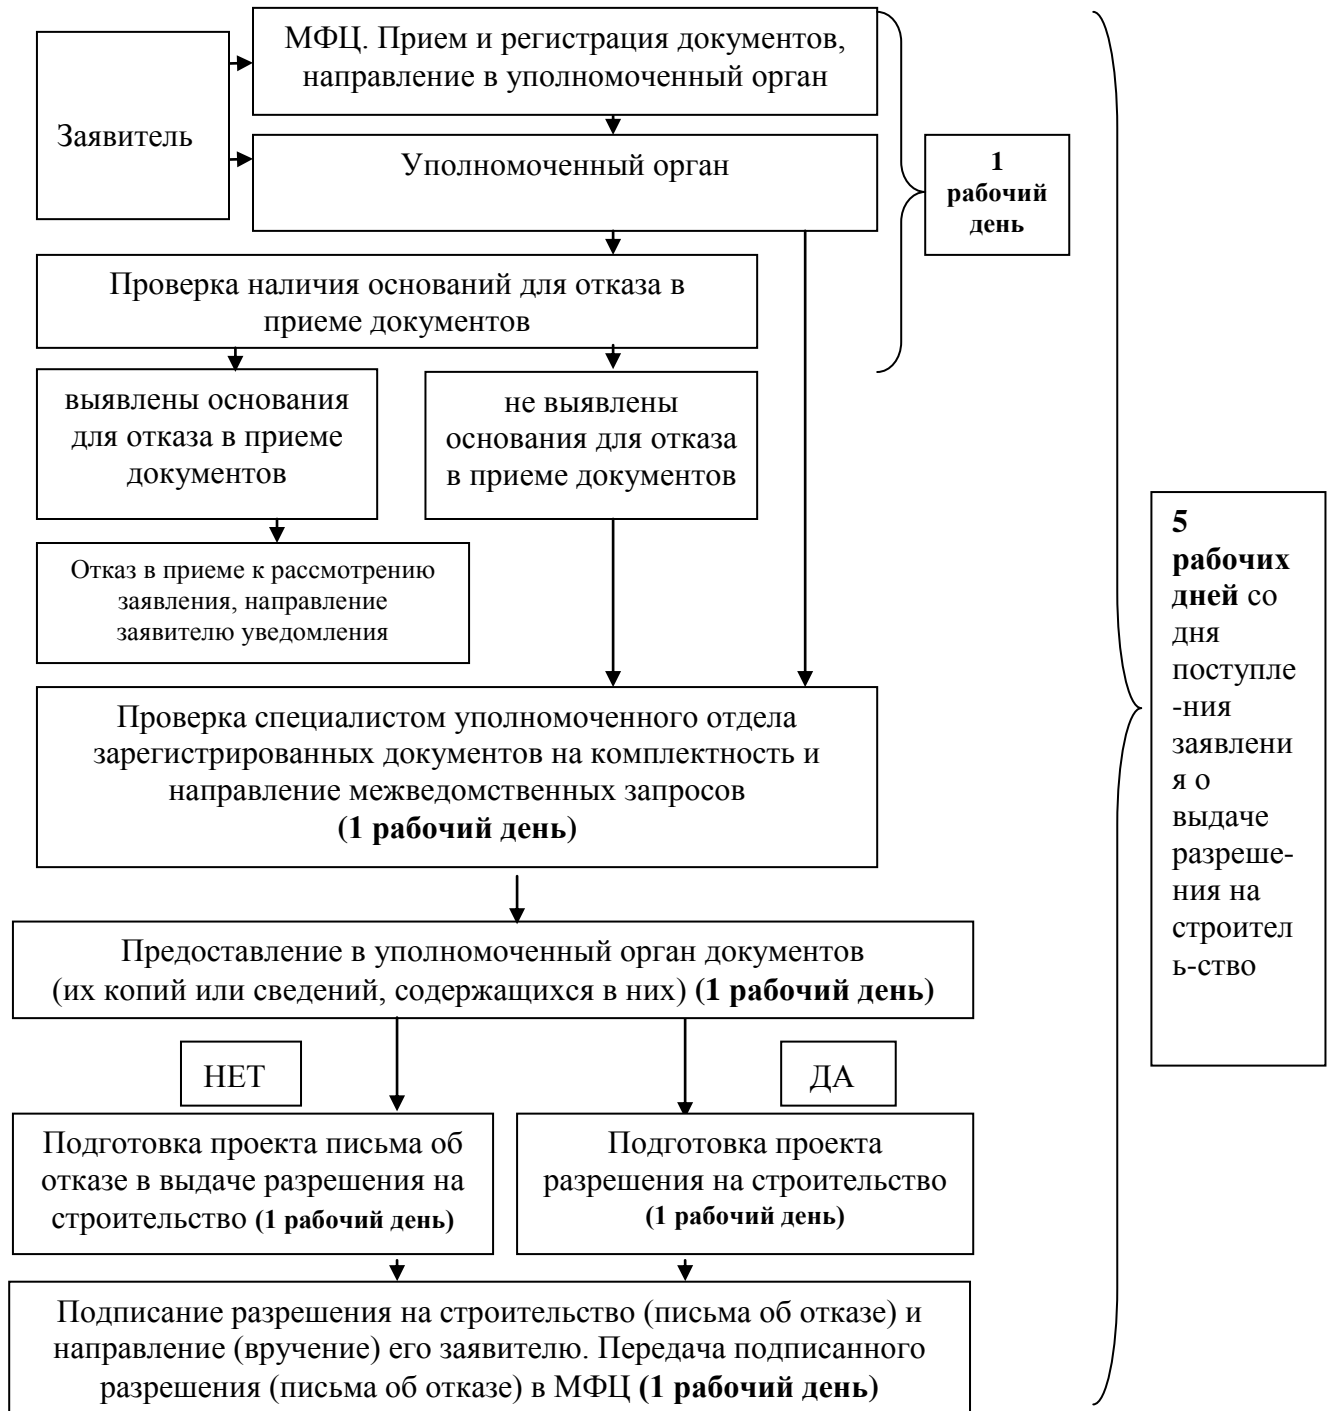 МФЦ. Прием и регистрация документов,
направление в уполномоченный орган
Заявитель
Уполномоченный орган
1
рабочий
день
Проверка наличия оснований для отказа в
приеме документов
выявлены основания
для отказа в приеме
документов
не выявлены
основания для отказа
в приеме документов
Отказ в приеме к рассмотрению
заявления, направление
заявителю уведомления
5
рабочих
дней со
дня
поступле
-ния
заявлени
я о
выдаче
разреше-
ния на
строител
ь-ство
Проверка специалистом уполномоченного отдела
зарегистрированных документов на комплектность и
направление межведомственных запросов
(1 рабочий день)
Предоставление в уполномоченный орган документов
(их копий или сведений, содержащихся в них) (1 рабочий день)
НЕТ
ДА
Подготовка проекта письма об
отказе в выдаче разрешения на
строительство (1 рабочий день)
Подготовка проекта
разрешения на строительство
(1 рабочий день)
Подписание разрешения на строительство (письма об отказе) и
направление (вручение) его заявителю. Передача подписанного
разрешения (письма об отказе) в МФЦ (1 рабочий день)